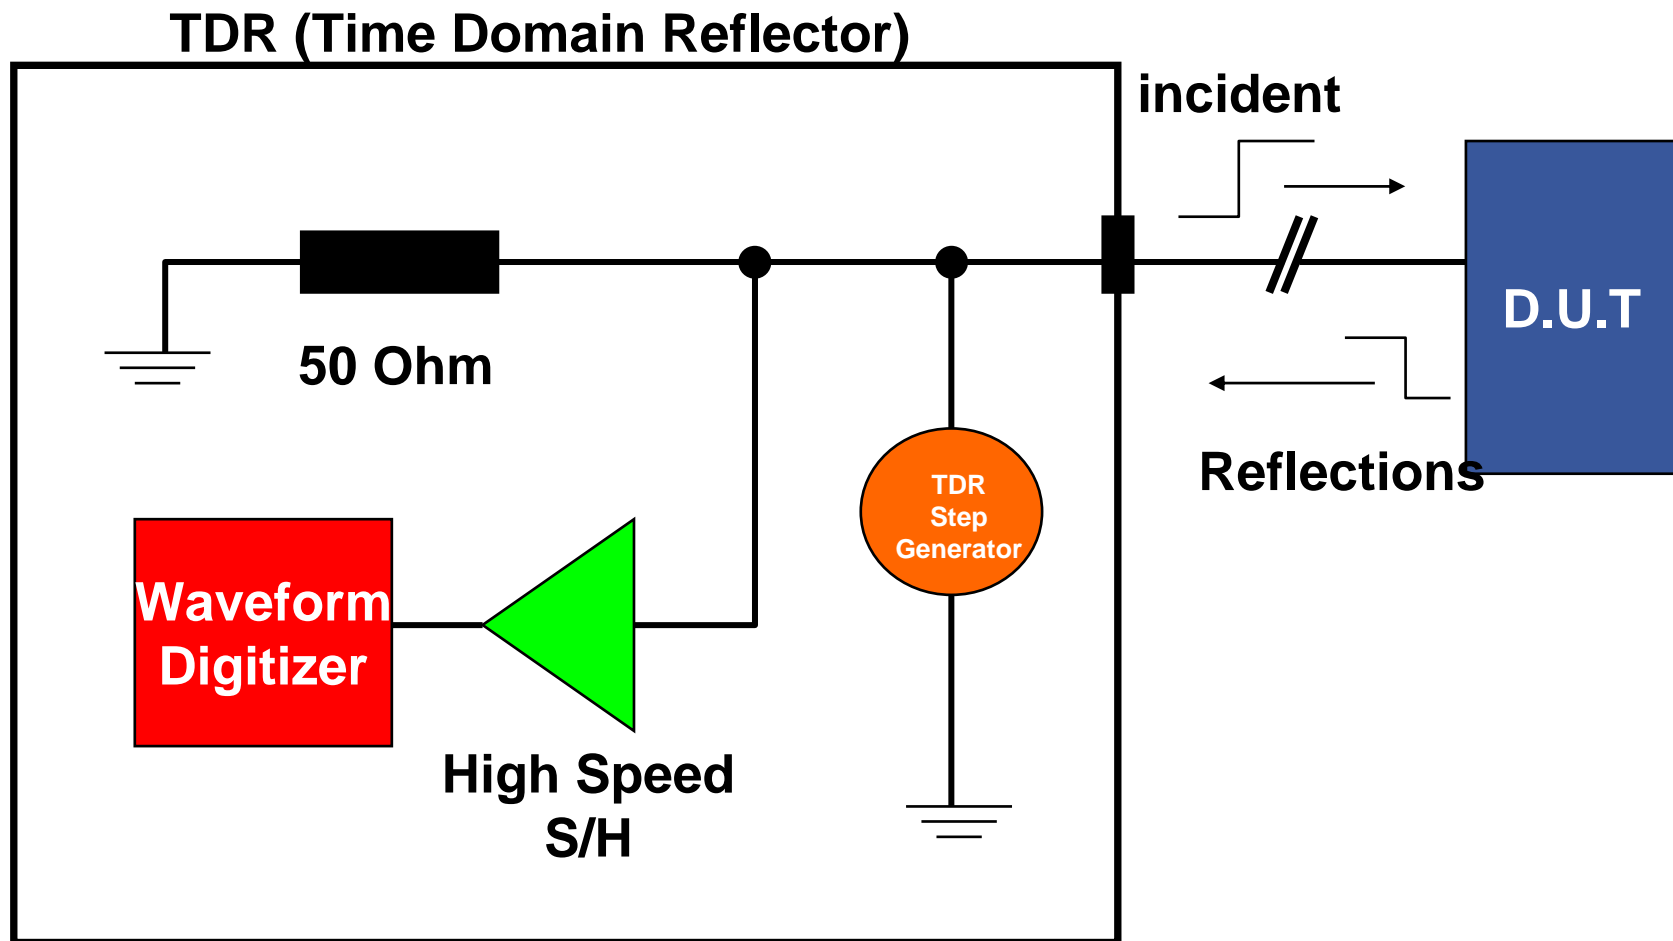 TDR (Time Domain Reflector)
incident
D.U.T
50 Ohm
Reflections
TDR
Step
Generator
Waveform
Digitizer
High Speed
S/H